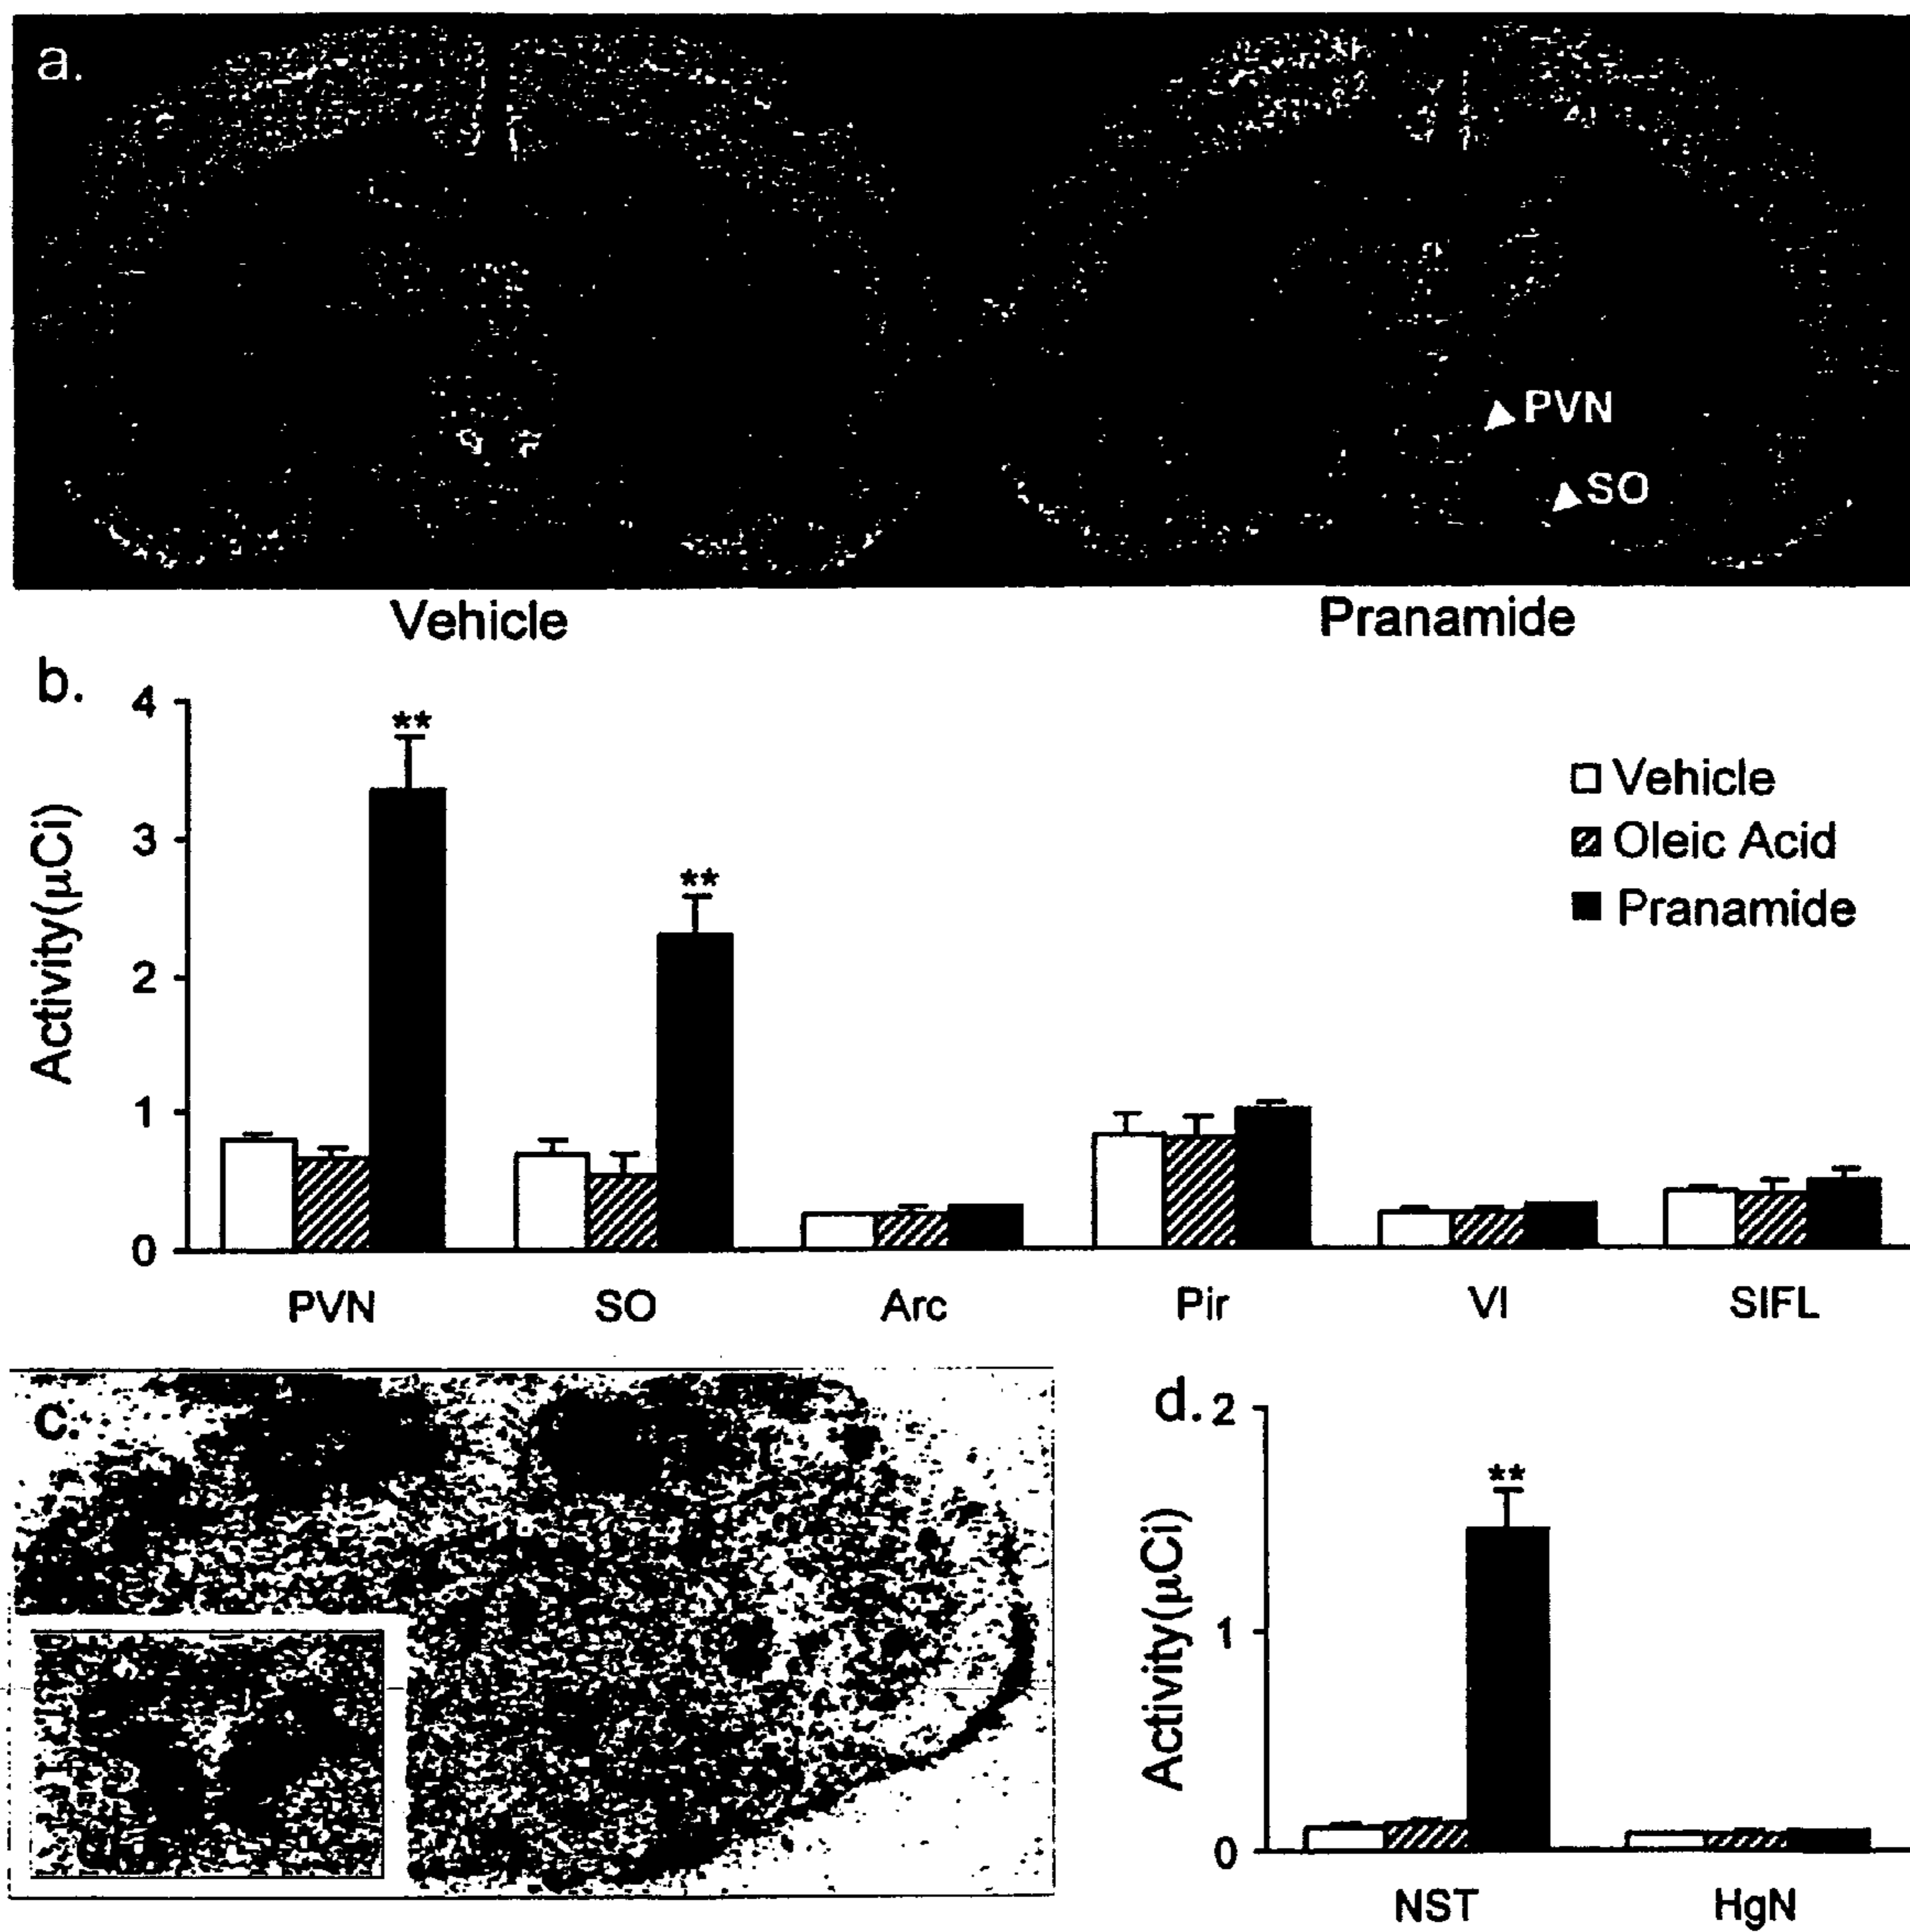 a.
PVN
SO
Vehicle
Pranamide
b.
4
3
2
1
0
Activity(μCi)
**
**
Vehicle
Oleic Acid
Pranamide
PVN
SO
Arc
Pir
VI
SIFL
c.
d.
2
1
0
Activity(μCi)
**
NST
HgN